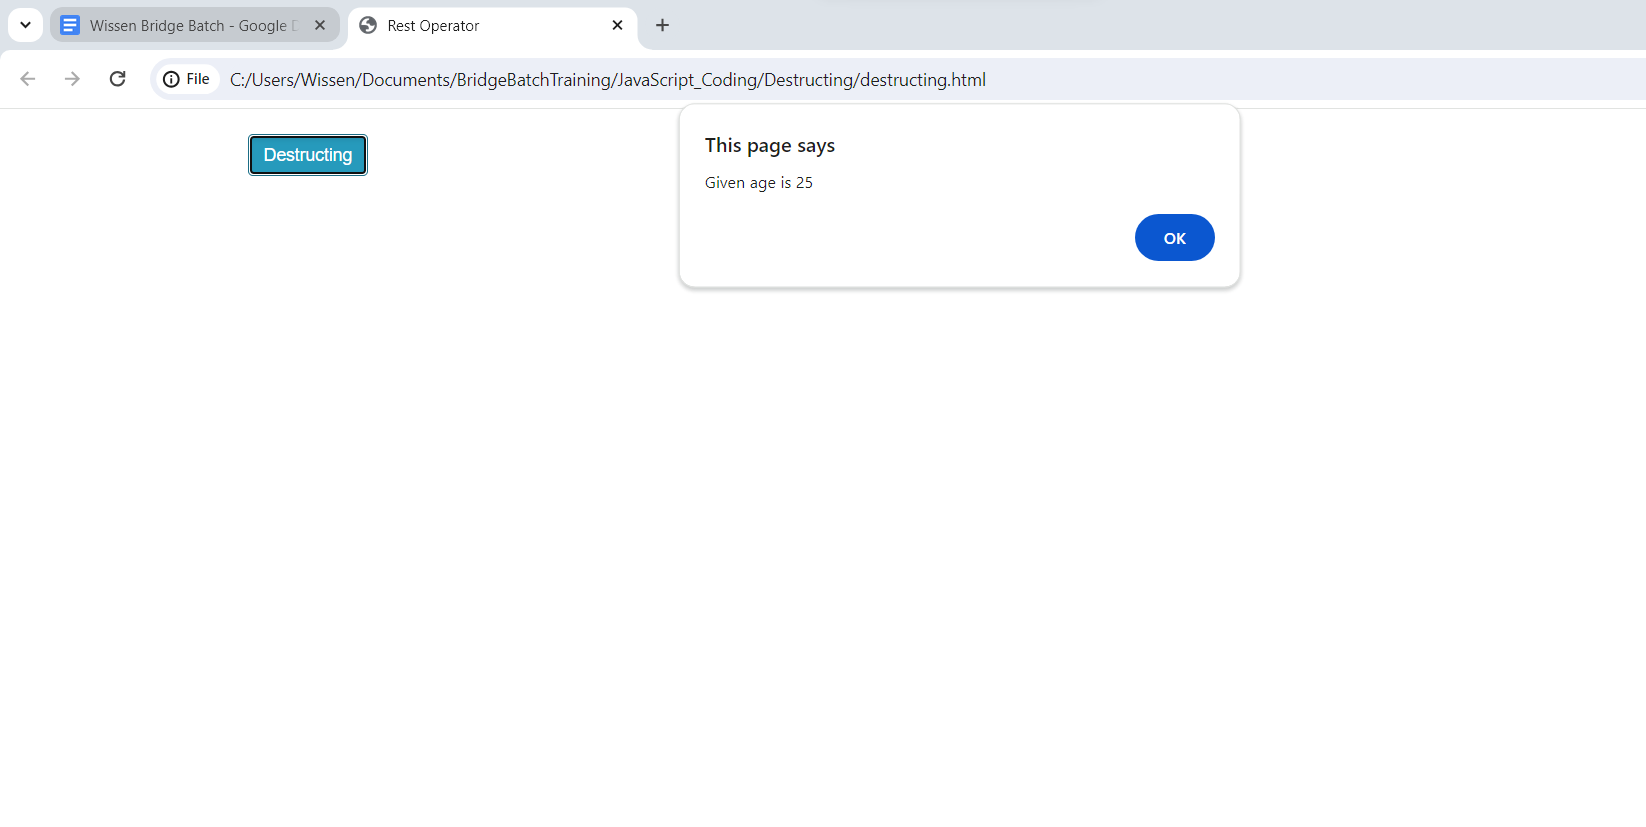 Wissen Bridge Batch - Google
Rest Operator
File
C:/Users/Wissen/Documents/BridgeBatchTraining/JavaScript_Coding/Destructing/destructing.html
Destructing
This page says
Given age is 25
OK